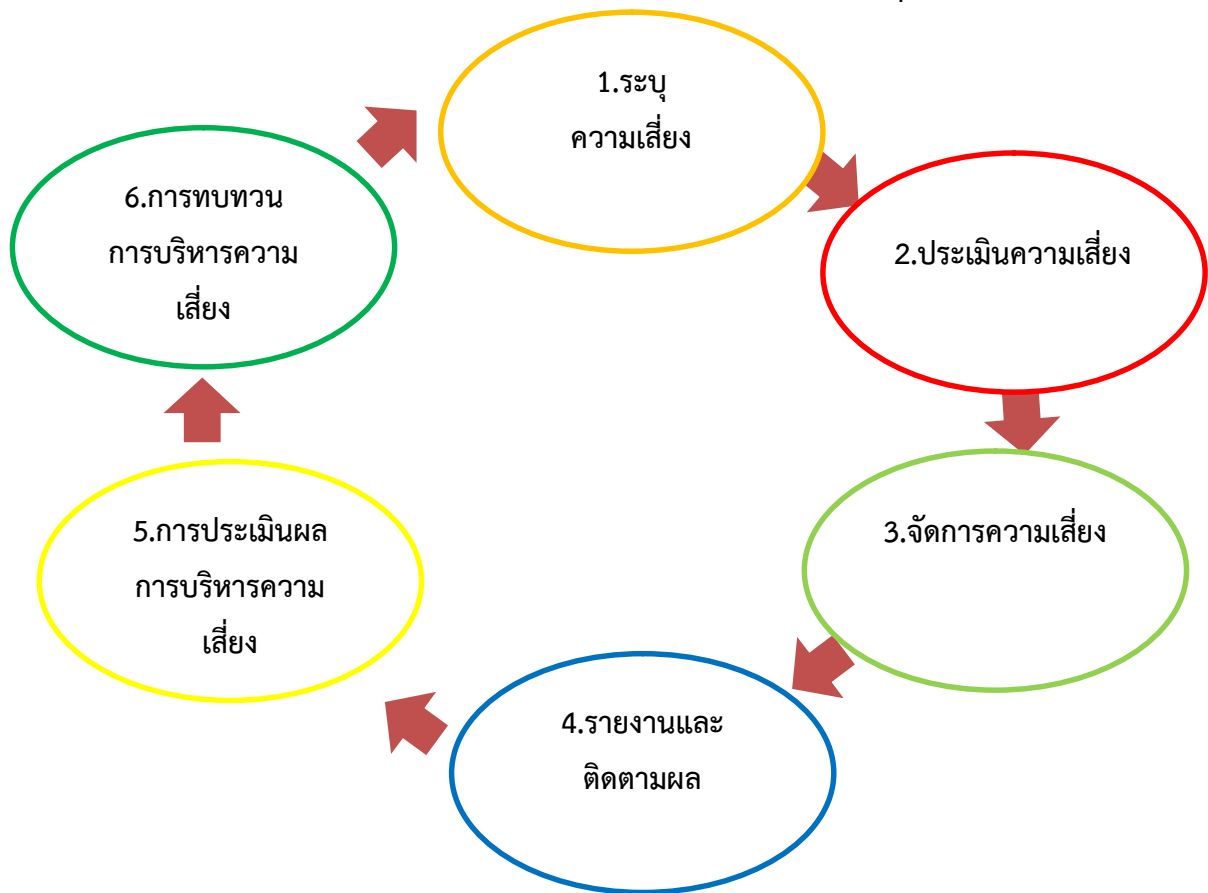 1.ระบุ
ความเสี่ยง
2.ประเมินความเสี่ยง
3.จัดการความเสี่ยง
4.รายงานและ
ติดตามผล
5.การประเมินผล
การบริหารความ
เสี่ยง
6.การทบทวน
การบริหารความ
เสี่ยง